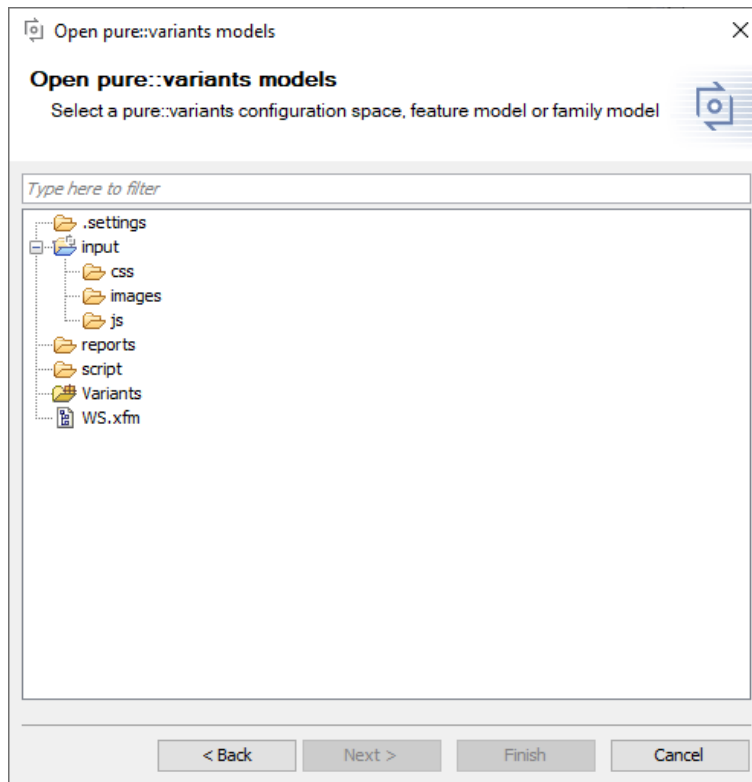 Open pure::variants models
Open pure::variants models
Select a pure::variants configuration space, feature model or family model
Type here to filter
.settings
input
css
images
js
reports
script
Variants
WS.xfm
< Back Next > Finish Cancel